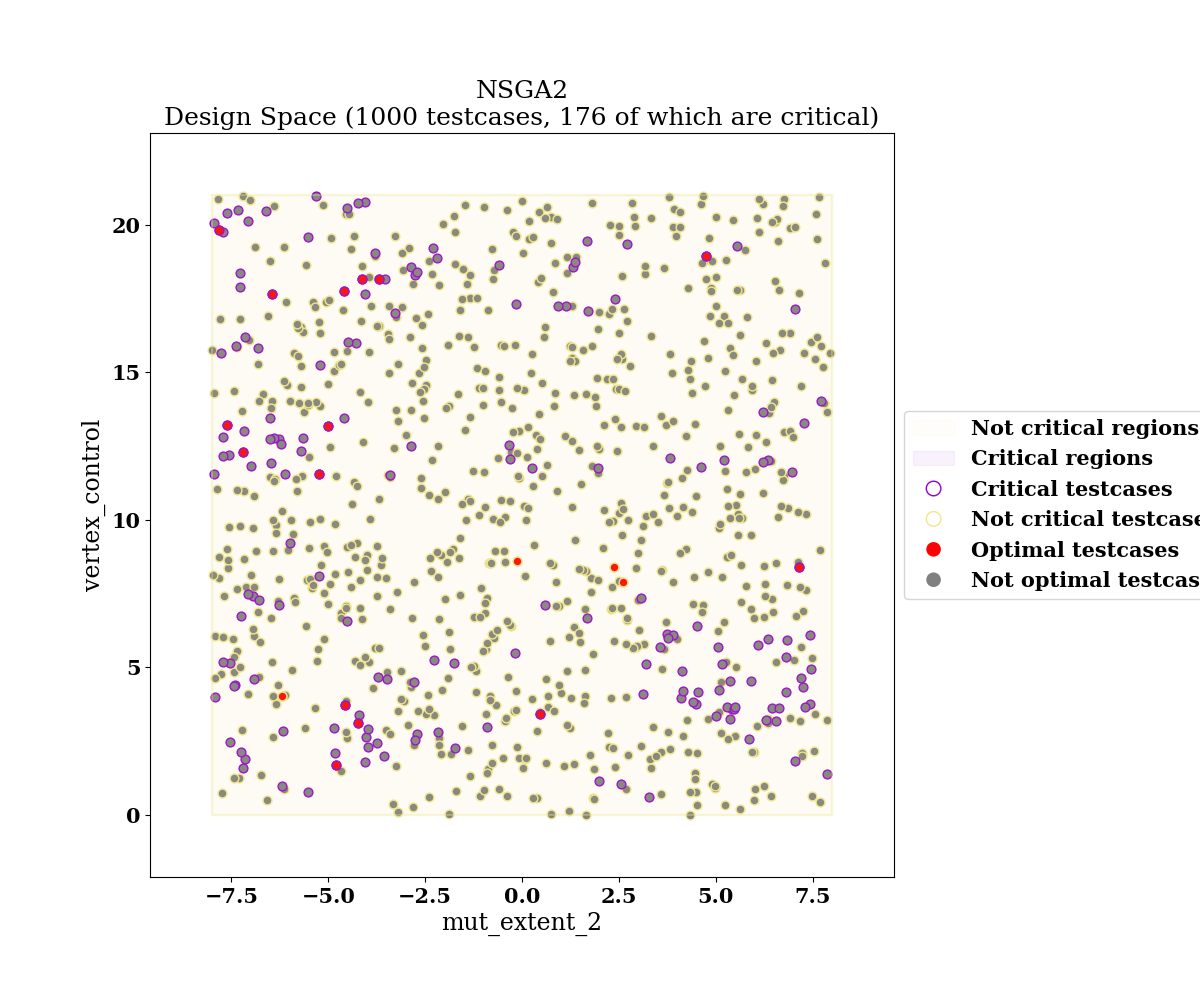 NSGA2
Design Space (1000 testcases, 176 of which are critical)
vertex_control
20
15
10
5
0
−7.5 −5.0 −2.5 0.0 2.5 5.0 7.5
mut_extent_2
Not critical regions
Critical regions
Critical testcases
Not critical testcase
Optimal testcases
Not optimal testcas